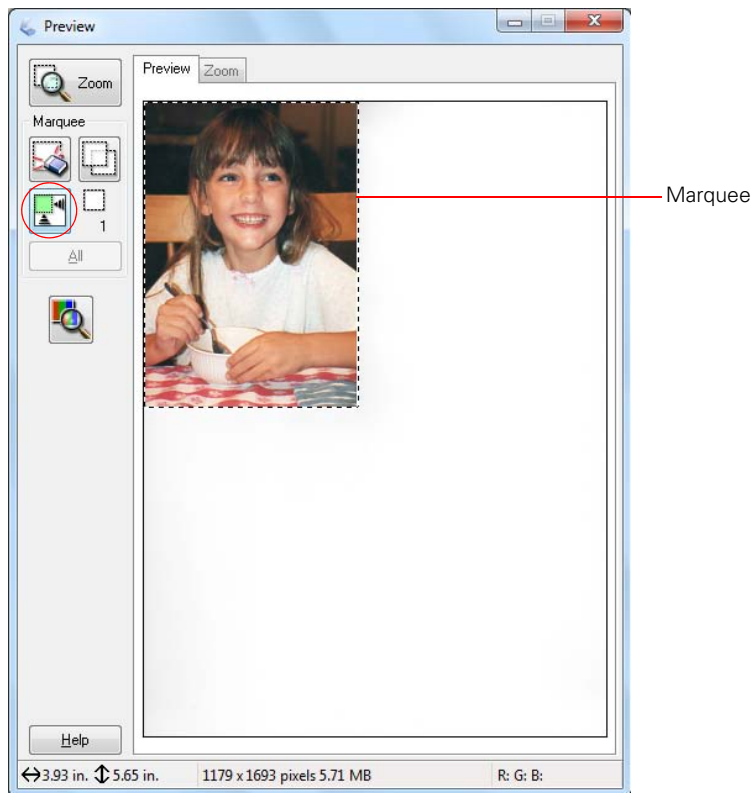 Preview
Zoom
Preview Zoom
Marquee
1
All
Help
Marquee
3.93 in. 5.65 in. 1179 x 1693 pixels 5.71 MB R: G: B: